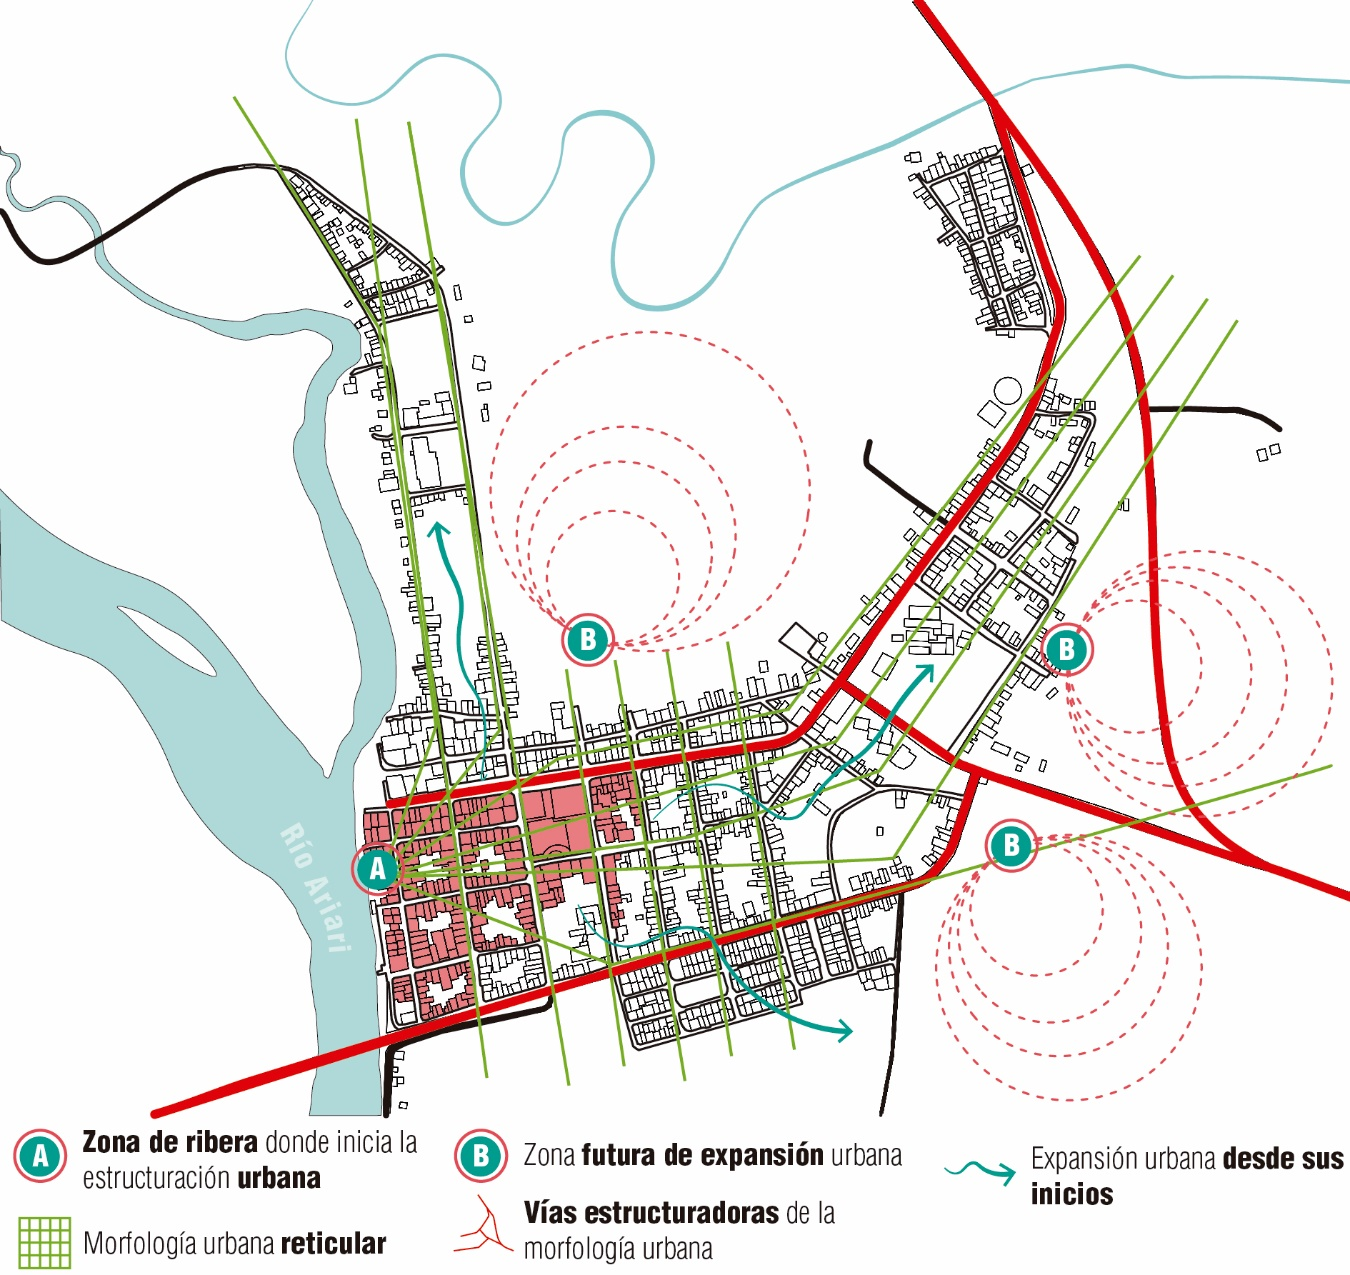 B
B
B
A
Río Ariari
A
Zona de ribera donde inicia la
estructuración urbana
B
Zona futura de expansión urbana
Expansión urbana desde sus
inicios
Morfología urbana reticular
Vías estructuradoras de la
morfología urbana